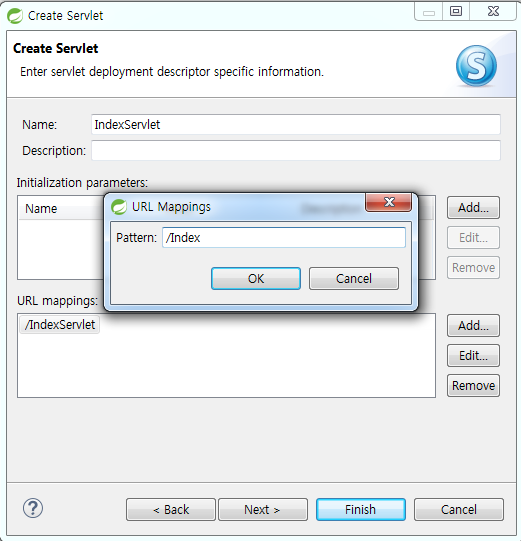 Create Servlet
Create Servlet
Enter servlet deployment descriptor specific information.
S
Name: IndexServlet
Description:
Initialization parameters:
Name Description
Add...
Edit...
Remove
URL Mappings
Pattern: /Index
OK Cancel
URL mappings:
/IndexServlet
Add...
Edit...
Remove
? < Back Next > Finish Cancel